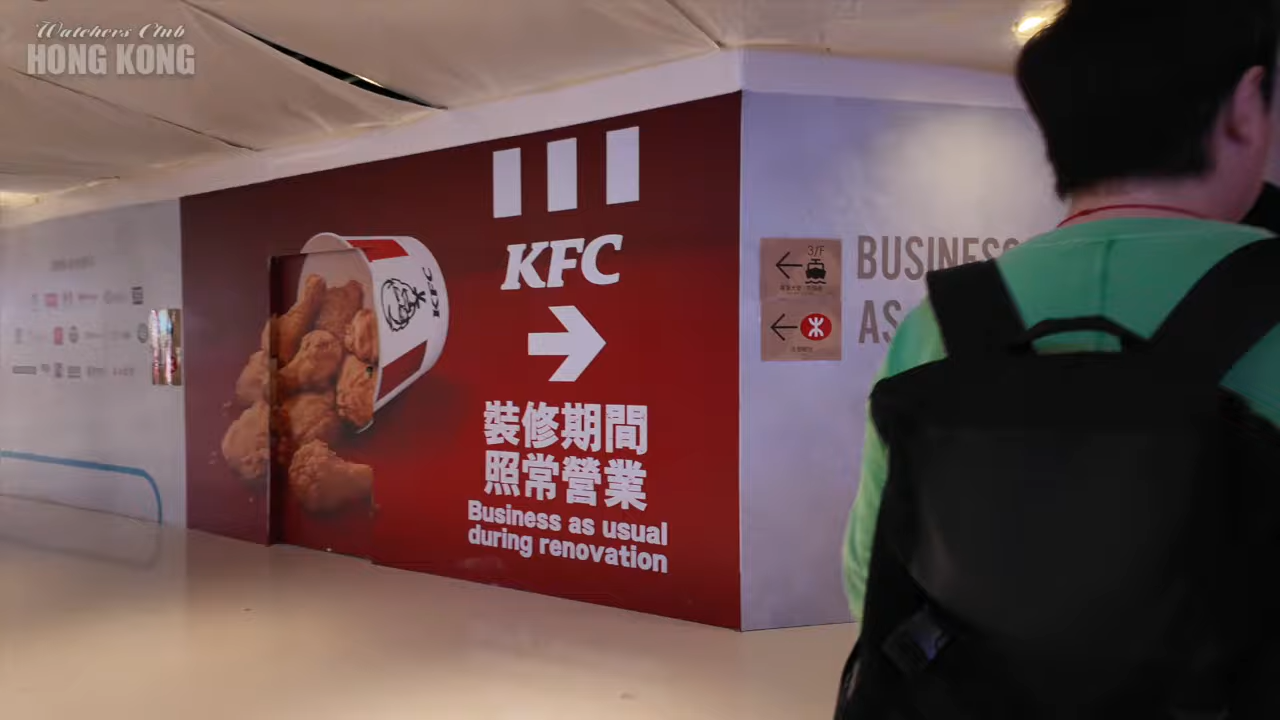 Watchers Club
HONG KONG
KFC
KFC
裝修期間
照常營業
Business as usual
during renovation
3/F
BUSINESS
AS